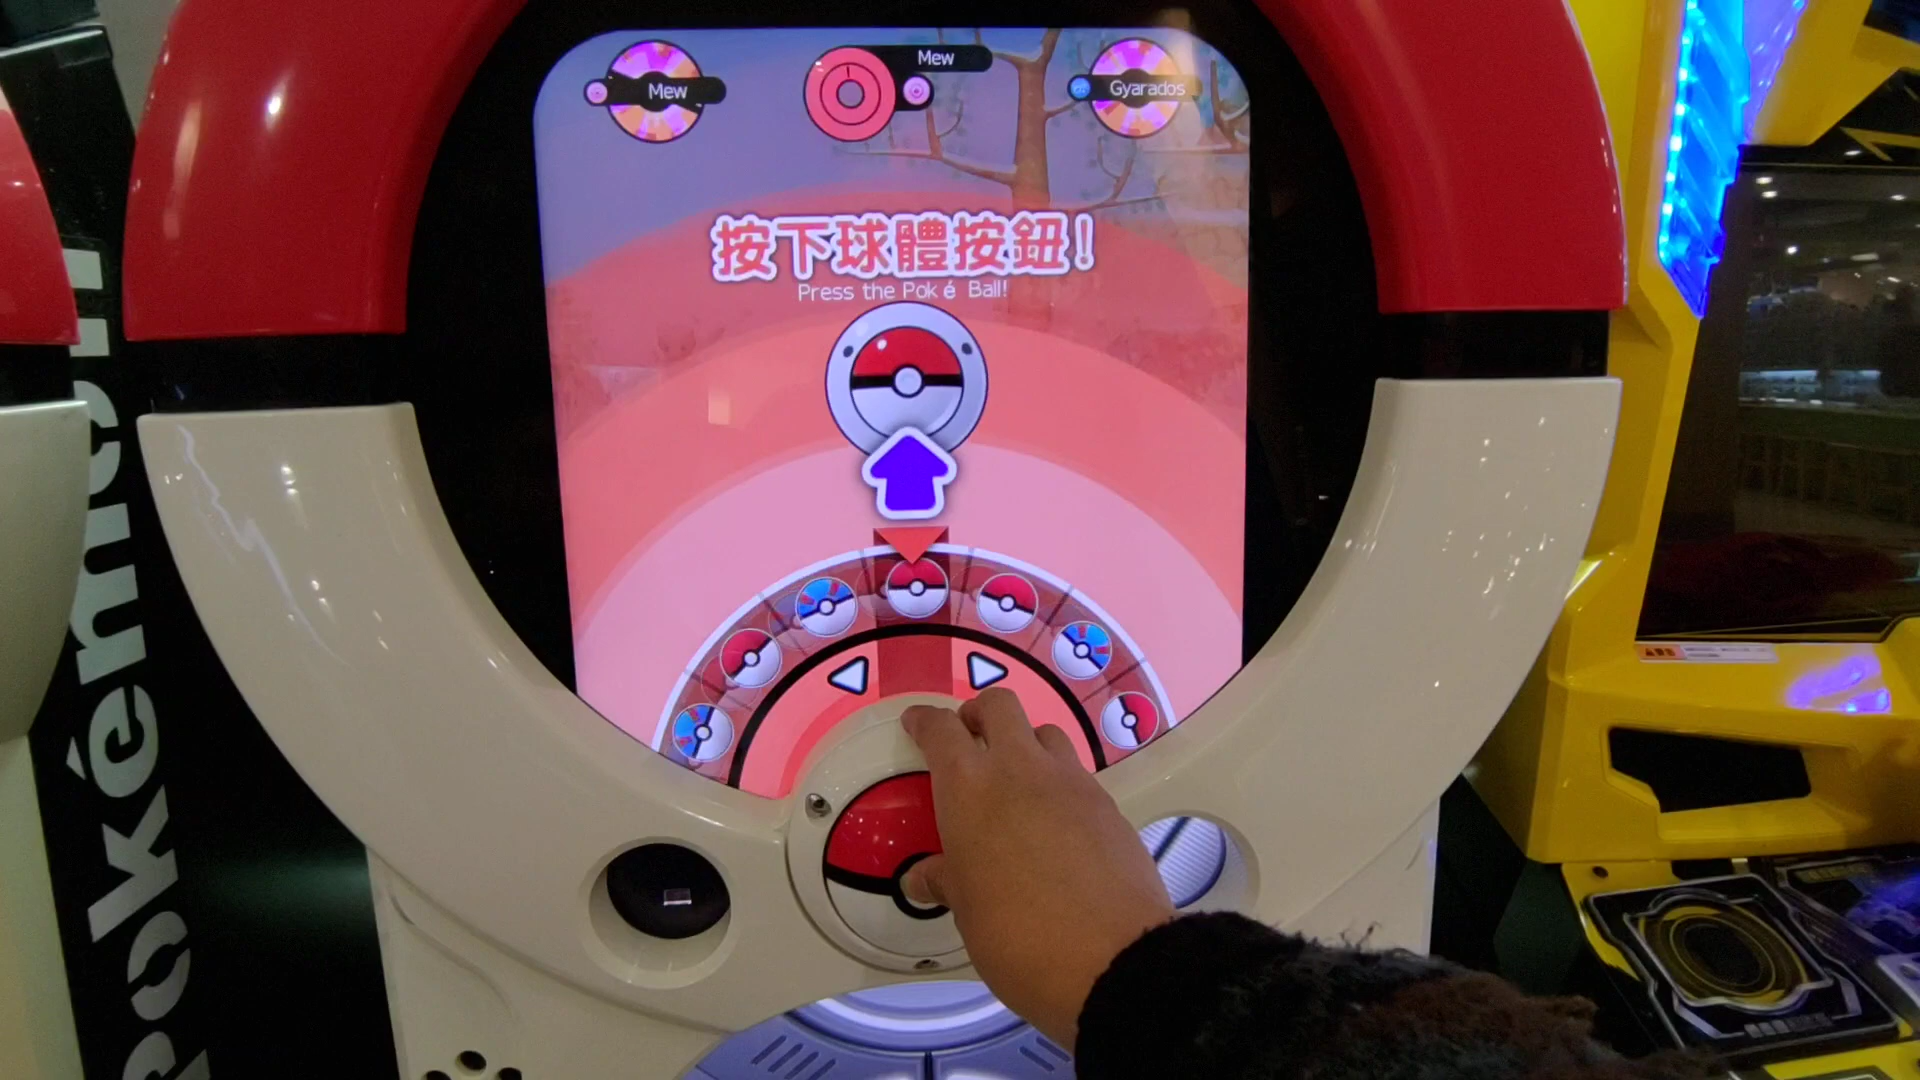 Mew
Mew
Gyarados
按下球體按鈕！
Press the Poké Ball!
Pokémon